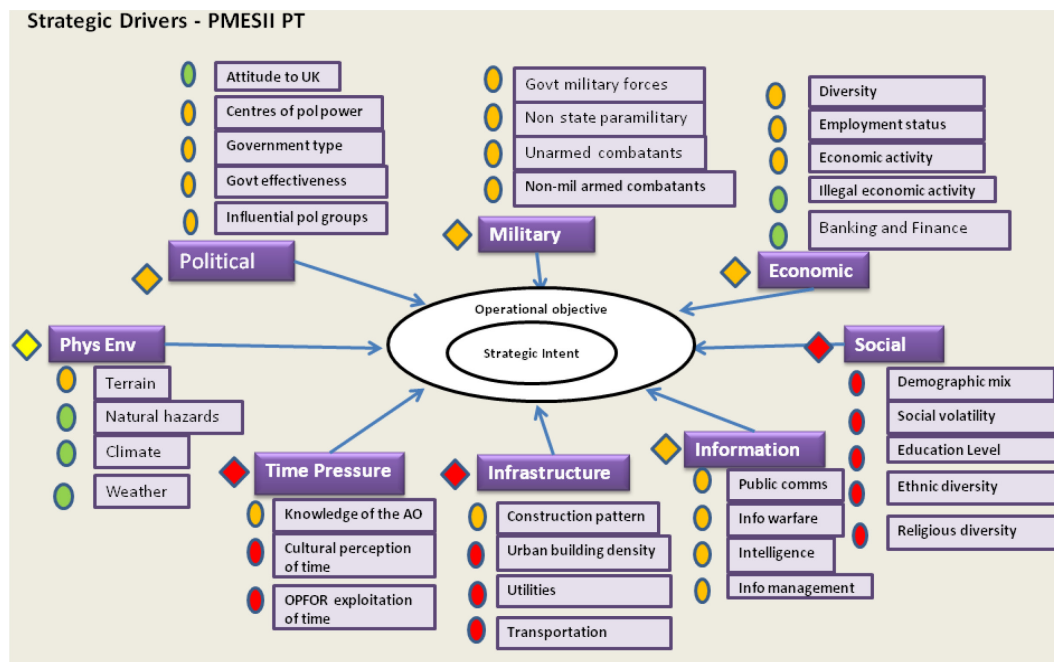 Strategic Drivers - PMESII PT
Attitude to UK
Centres of pol power
Government type
Govt effectiveness
Influential pol groups
Political
Govt military forces
Non state paramilitary
Unarmed combatants
Non-mil armed combatants
Military
Diversity
Employment status
Economic activity
Illegal economic activity
Banking and Finance
Economic
Operational objective
Strategic Intent
Phys Env
Terrain
Natural hazards
Climate
Weather
Social
Demographic mix
Social volatility
Education Level
Ethnic diversity
Religious diversity
Time Pressure
Knowledge of the AO
Cultural perception
of time
OPFOR exploitation
of time
Infrastructure
Construction pattern
Urban building density
Utilities
Transportation
Information
Public comms
Info warfare
Intelligence
Info management